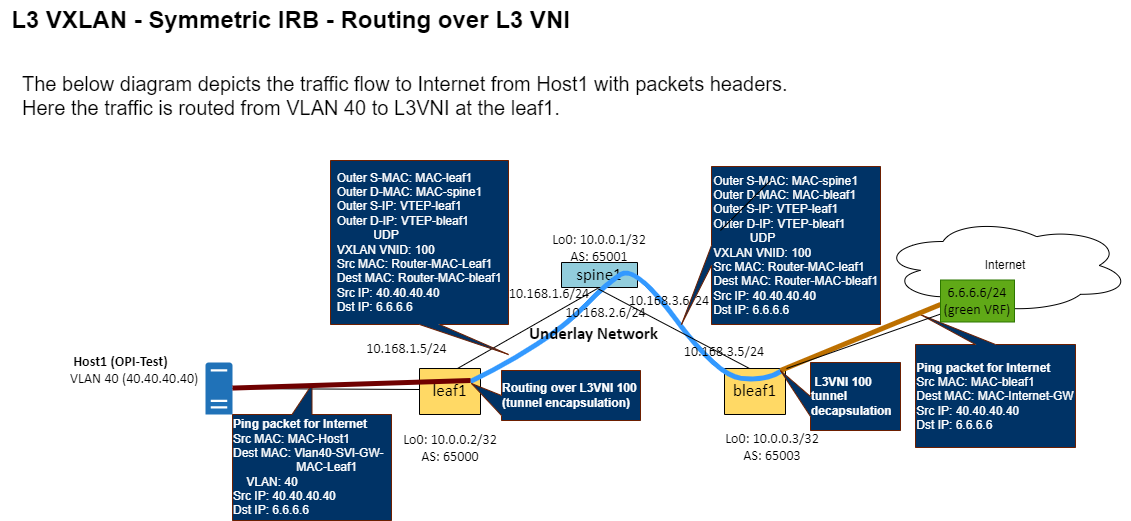 L3 VXLAN - Symmetric IRB - Routing over L3 VNI
The below diagram depicts the traffic flow to Internet from Host1 with packets headers.
Here the traffic is routed from VLAN 40 to L3VNI at the leaf1.
Outer S-MAC: MAC-leaf1
Outer D-MAC: MAC-spine1
Outer S-IP: VTEP-leaf1
Outer D-IP: VTEP-bleaf1
UDP
VXLAN VNID: 100
Src MAC: Router-MAC-Leaf1
Dest MAC: Router-MAC-bleaf1
Src IP: 40.40.40.40
Dst IP: 6.6.6.6
Outer S-MAC: MAC-spine1
Outer D-MAC: MAC-bleaf1
Outer S-IP: VTEP-leaf1
Outer D-IP: VTEP-bleaf1
UDP
VXLAN VNID: 100
Src MAC: Router-MAC-leaf1
Dest MAC: Router-MAC-bleaf1
Src IP: 40.40.40.40
Dst IP: 6.6.6.6
Lo0: 10.0.0.1/32
AS: 65001
spine1
10.168.1.6/24
10.168.3.6/24
10.168.2.6/24
Underlay Network
10.168.1.5/24
10.168.3.5/24
Internet
6.6.6.6/24
(green VRF)
Host1 (OPI-Test)
VLAN 40 (40.40.40.40)
leaf1
Routing over L3VNI 100
(tunnel encapsulation)
bleaf1
L3VNI 100
tunnel
decapsulation
Ping packet for Internet
Src MAC: MAC-bleaf1
Dest MAC: MAC-Internet-GW
Src IP: 40.40.40.40
Dst IP: 6.6.6.6
Ping packet for Internet
Src MAC: MAC-Host1
Dest MAC: Vlan40-SVI-GW-
MAC-Leaf1
VLAN: 40
Src IP: 40.40.40.40
Dst IP: 6.6.6.6
Lo0: 10.0.0.2/32
AS: 65000
Lo0: 10.0.0.3/32
AS: 65003